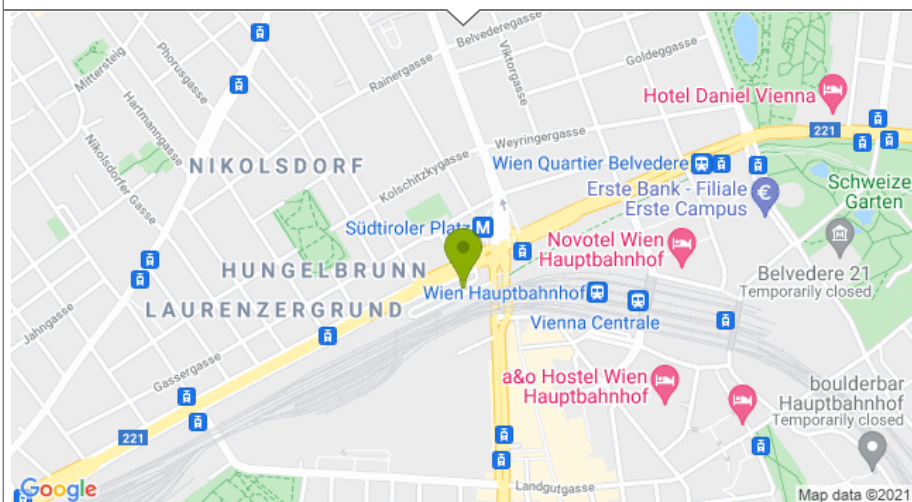 Belvederegasse
Mittersteig
Phorusgasse
Viktorgasse
Goldeggasse
Rainergasse
Hotel Daniel Vienna
Hartmanngasse
221
Weyringergasse
Nikolsdorfer Gasse
NIKOLSDORF
Kolschitzkygasse
Wien Quartier Belvedere
Erste Bank - Filiale
Erste Campus
Schweize
Garten
Südtiroler Platz
M
Novotel Wien
Hauptbahnhof
HUNGELBRUNN
Belvedere 21
Temporarily closed
Wien Hauptbahnhof
LAURENZERGRUND
Vienna Centrale
Jahngasse
Gassergasse
a&o Hostel Wien
Hauptbahnhof
boulderbar
Hauptbahnhof
Temporarily closed
221
Landgutgasse
Google
Map data ©2021